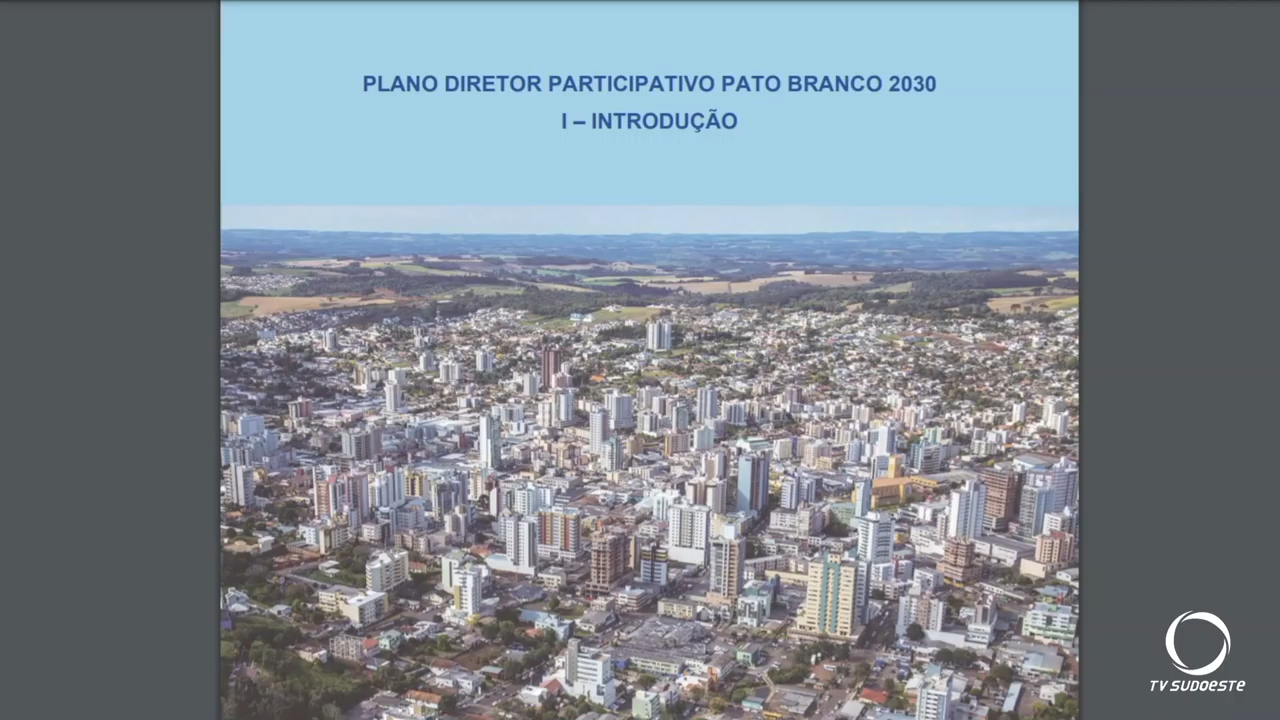 PLANO DIRETOR PARTICIPATIVO PATO BRANCO 2030
I – INTRODUÇÃO
TV SUDOESTE